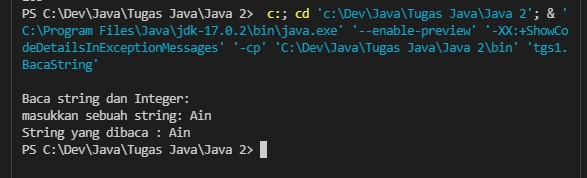 PS C:\Dev\Java\Tugas Java\Java 2>  c:; cd 'c:\Dev\Java\Tugas Java\Java 2'; & '
C:\Program Files\Java\jdk-17.0.2\bin\java.exe' '--enable-preview' '-XX:+ShowCo
deDetailsInExceptionMessages' '-cp' 'C:\Dev\Java\Tugas Java\Java 2\bin' 'tgs1.
BacaString'
Baca string dan Integer:
masukkan sebuah string: Ain
String yang dibaca : Ain
PS C:\Dev\Java\Tugas Java\Java 2>